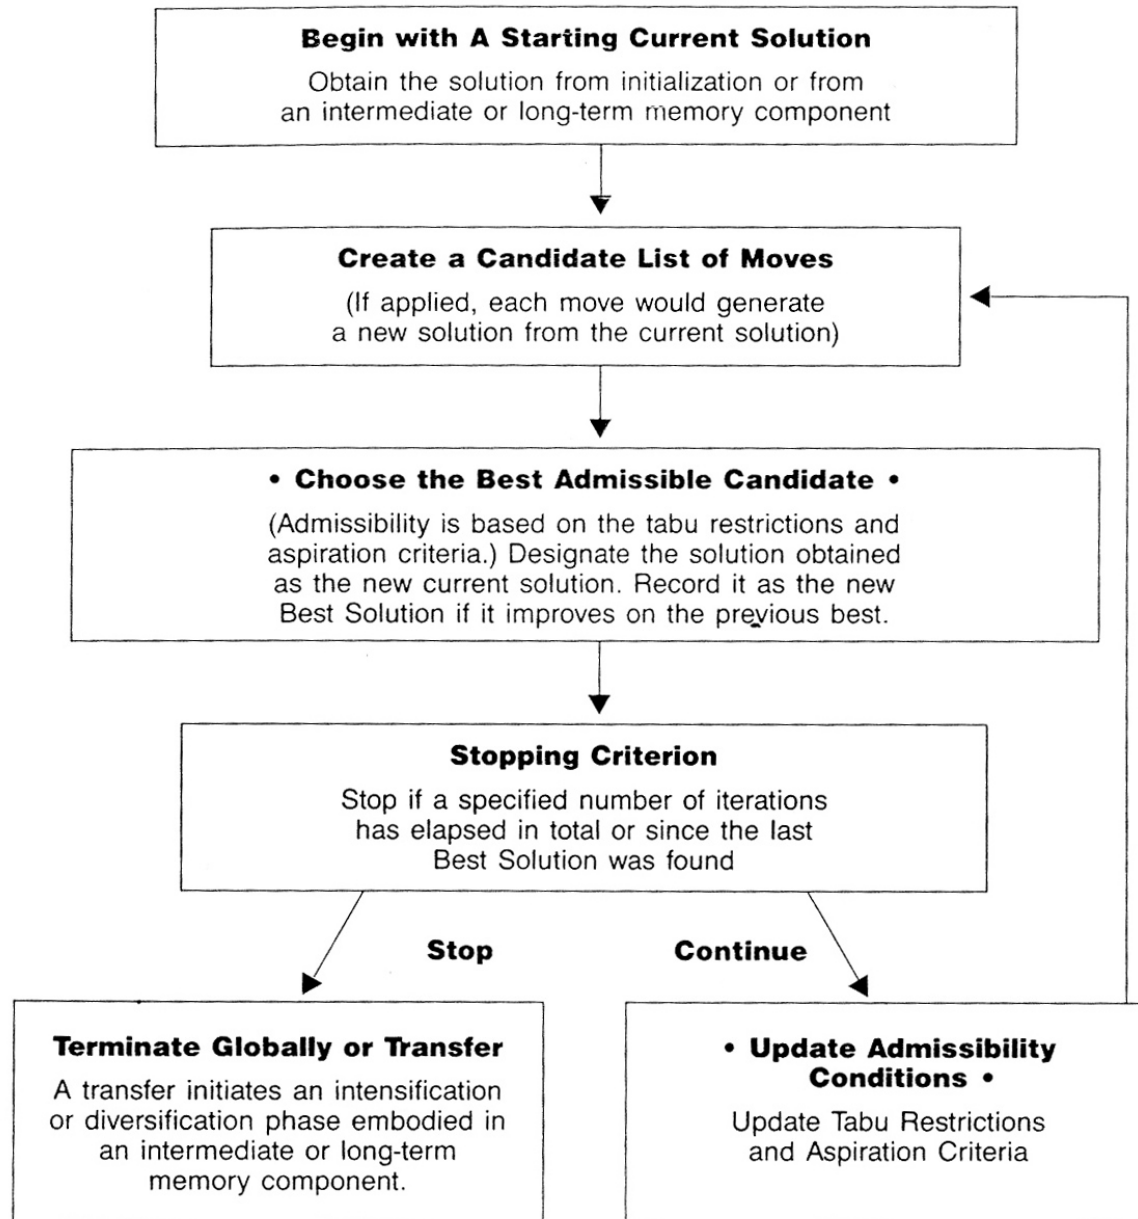 Begin with A Starting Current Solution
Obtain the solution from initialization or from
an intermediate or long-term memory component
Create a Candidate List of Moves
(If applied, each move would generate
a new solution from the current solution)
• Choose the Best Admissible Candidate •
(Admissibility is based on the tabu restrictions and
aspiration criteria.) Designate the solution obtained
as the new current solution. Record it as the new
Best Solution if it improves on the previous best.
Stopping Criterion
Stop if a specified number of iterations
has elapsed in total or since the last
Best Solution was found
Stop
Continue
Terminate Globally or Transfer
A transfer initiates an intensification
or diversification phase embodied in
an intermediate or long-term
memory component.
• Update Admissibility
Conditions •
Update Tabu Restrictions
and Aspiration Criteria